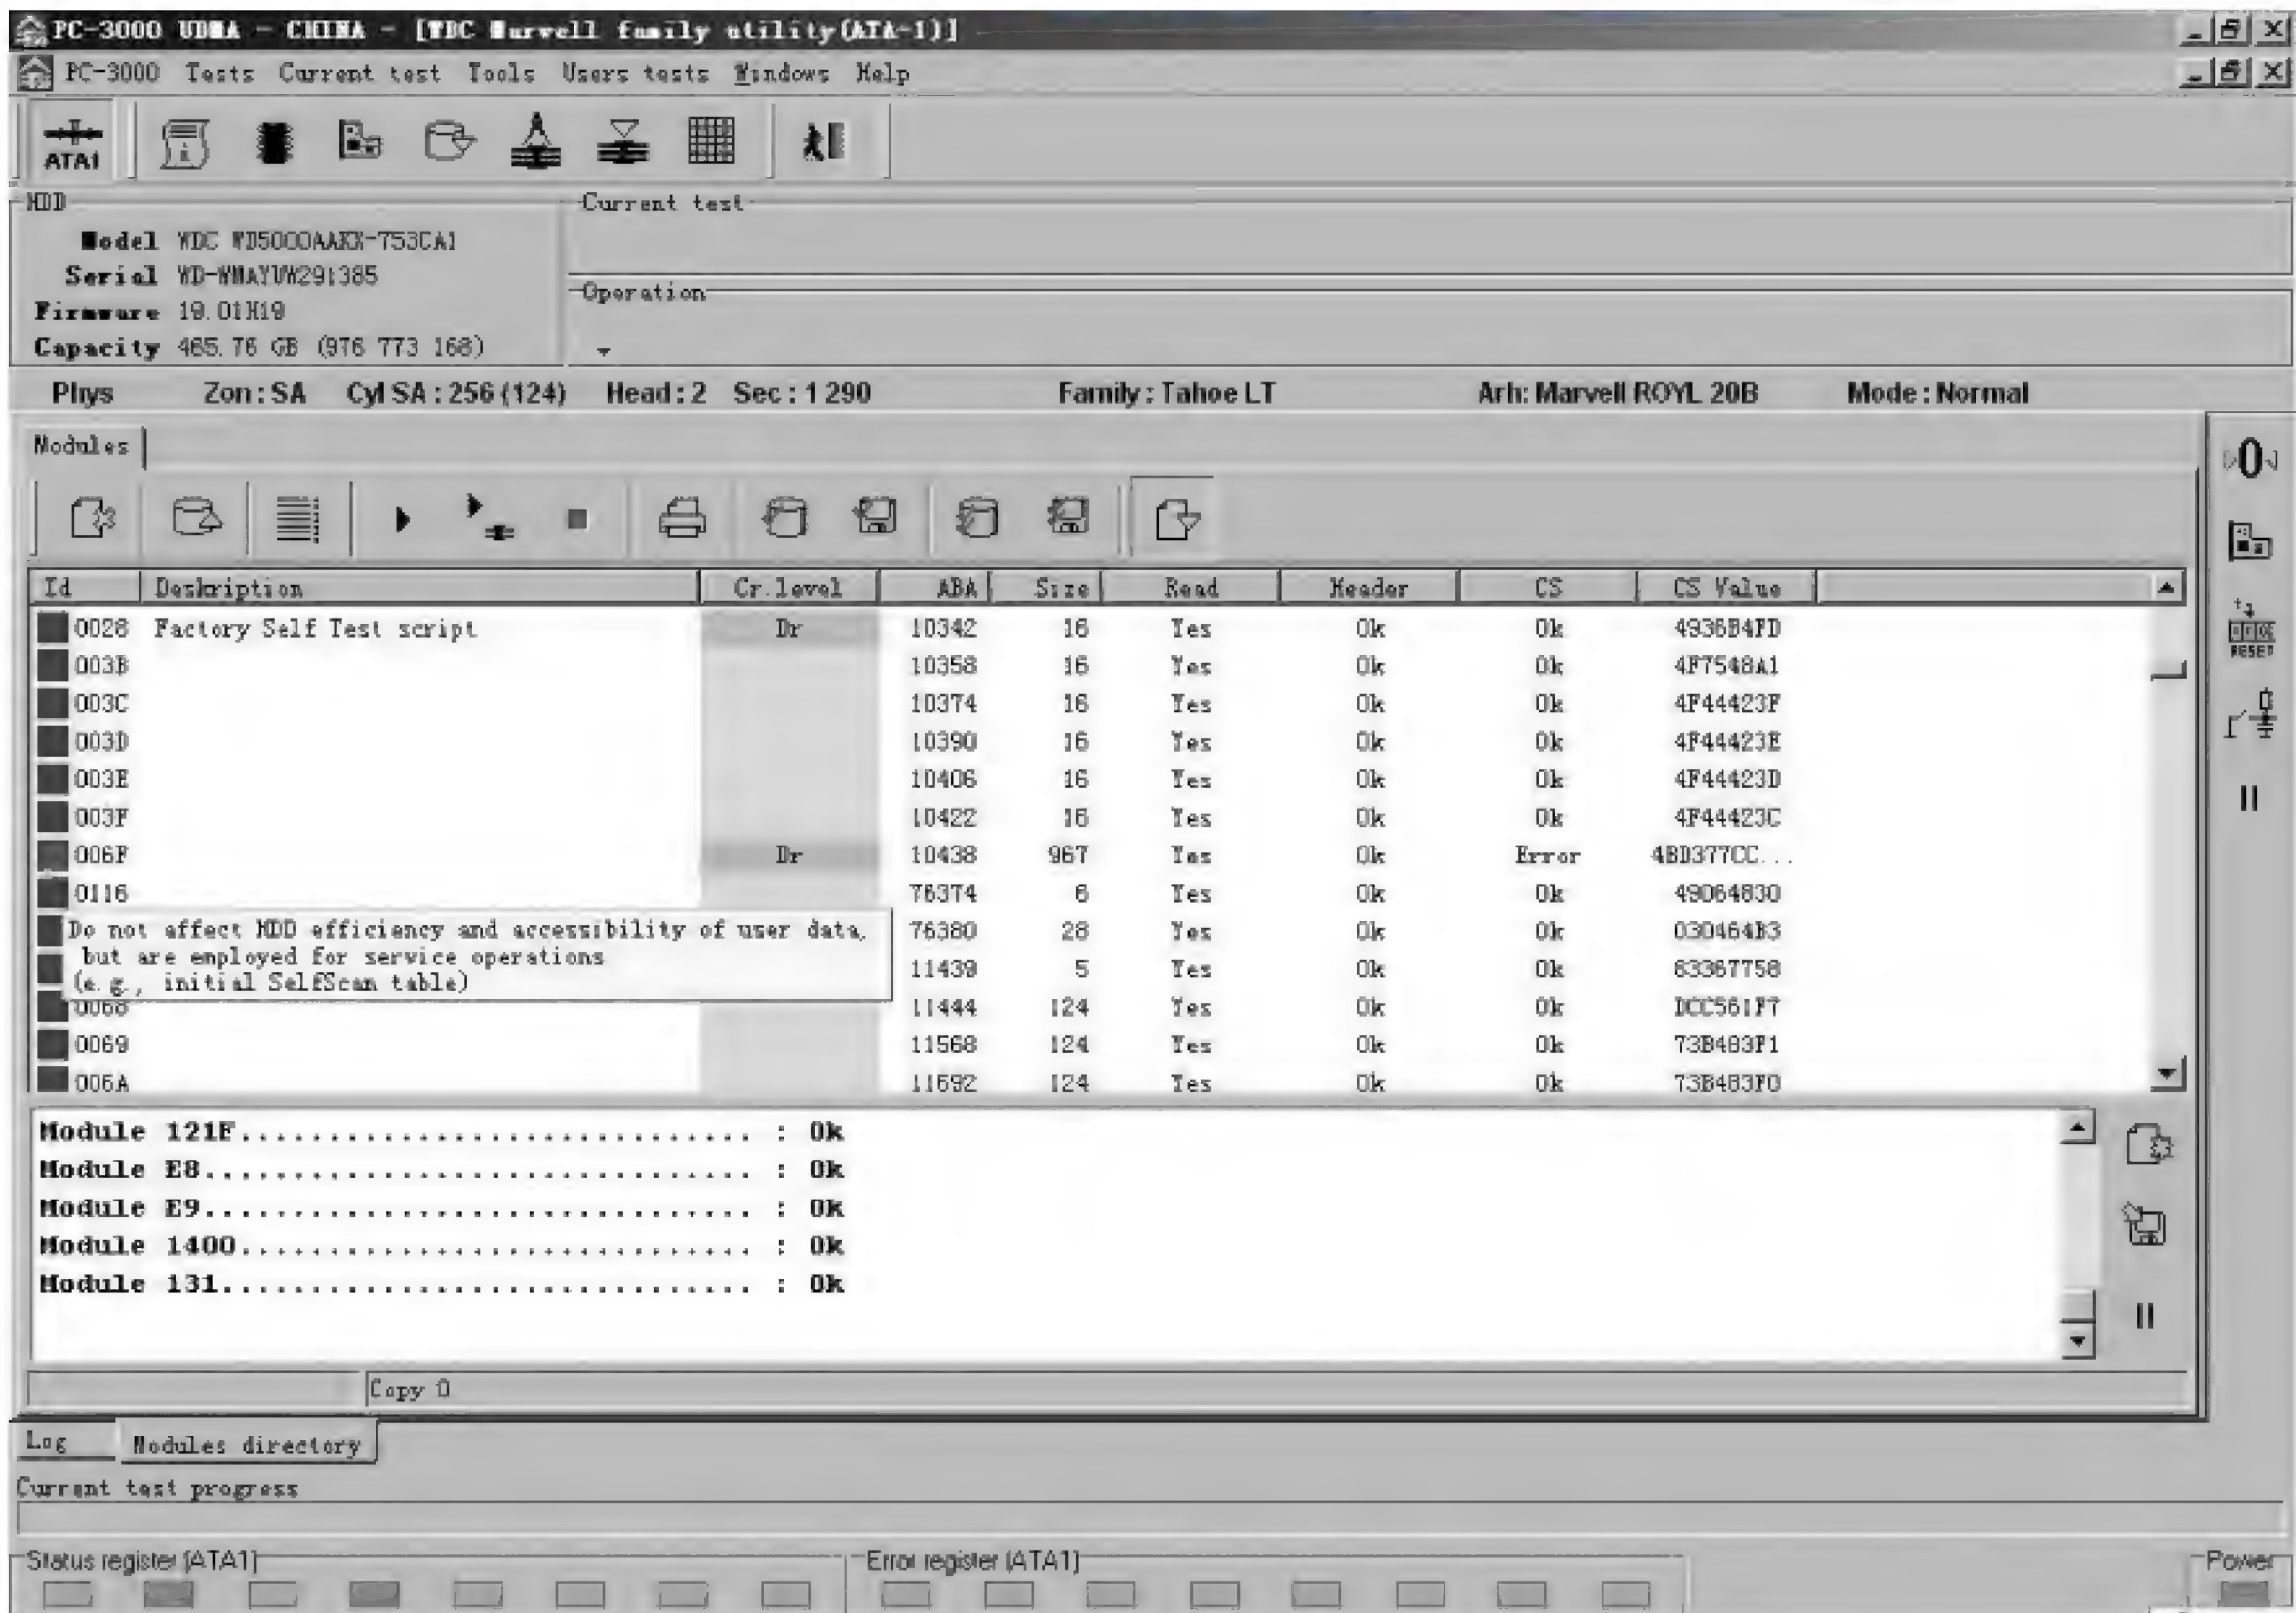 PC-3000 UDMA - CHINA - [WDC Marvell family utility(ATA-1)]
PC-3000 Tests Current test Tools Users tests Windows Help
ATA1
HDD
Current test
Model WDC WD5000AAKX-753CA1
Serial WD-WMAYUW291385
Operation
Firmware 19.01H19
Capacity 465.76 GB (976 773 168)
Phys Zon : SA Cyl SA : 256 (124) Head : 2 Sec : 1 290 Family : Tahoe LT Arh: Marvell ROYL 20B Mode : Normal
Modules
Id Deskription Cr.level ABA Size Read Header CS CS Value
0028 Factory Self Test script Dr 10342 16 Yes Ok Ok 4936B4FD
003B 10358 16 Yes Ok Ok 4F7548A1
003C 10374 16 Yes Ok Ok 4F44423F
003D 10390 16 Yes Ok Ok 4F44423E
003E 10406 16 Yes Ok Ok 4F44423D
003F 10422 16 Yes Ok Ok 4F44423C
006F Dr 10438 967 Yes Ok Error 4BD377CC...
0116 76374 6 Yes Ok Ok 49064830
76380 28 Yes Ok Ok 030464B3
11439 5 Yes Ok Ok 63367758
Do not affect HDD efficiency and accessibility of user data,
but are employed for service operations
(e.g., initial SelfScan table)
0068 11444 124 Yes Ok Ok DCC561F7
0069 11568 124 Yes Ok Ok 73B483F1
006A 11692 124 Yes Ok Ok 73B483F0
RESET
Module 121F............................. : Ok
Module E8............................... : Ok
Module E9............................... : Ok
Module 1400............................. : Ok
Module 131.............................. : Ok
Copy 0
Log Modules directory
Current test progress
Status register (ATA1) Error register (ATA1) Power